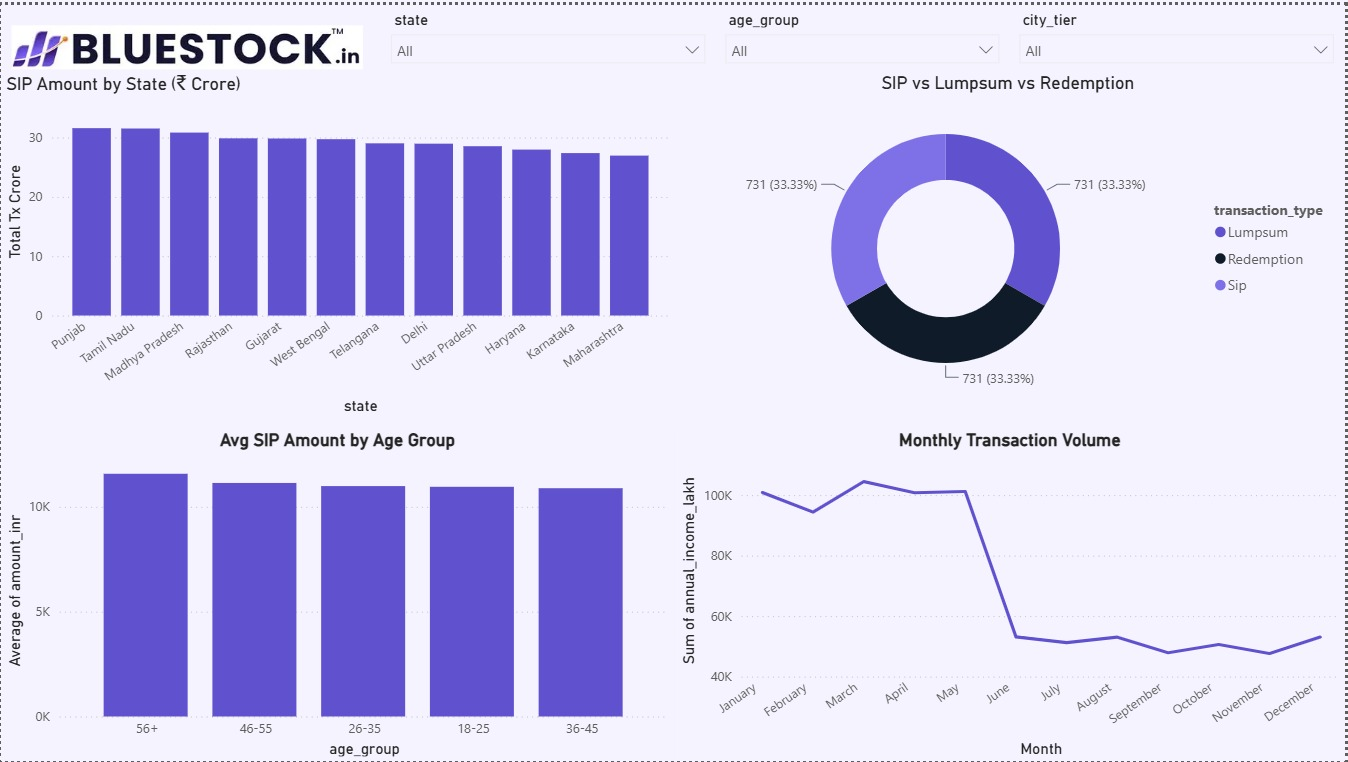 BLUESTOCK™.in
state
All
age_group
All
city_tier
All
SIP Amount by State (₹ Crore)
Total Tx Crore
30
20
10
0
Punjab
Tamil Nadu
Madhya Pradesh
Rajasthan
Gujarat
West Bengal
Telangana
Delhi
Uttar Pradesh
Haryana
Karnataka
Maharashtra
state
SIP vs Lumpsum vs Redemption
731 (33.33%)
731 (33.33%)
731 (33.33%)
transaction_type
Lumpsum
Redemption
Sip
Avg SIP Amount by Age Group
Average of amount_inr
10K
5K
0K
56+
46-55
26-35
18-25
36-45
age_group
Monthly Transaction Volume
Sum of annual_income_lakh
100K
80K
60K
40K
January
February
March
April
May
June
July
August
September
October
November
December
Month